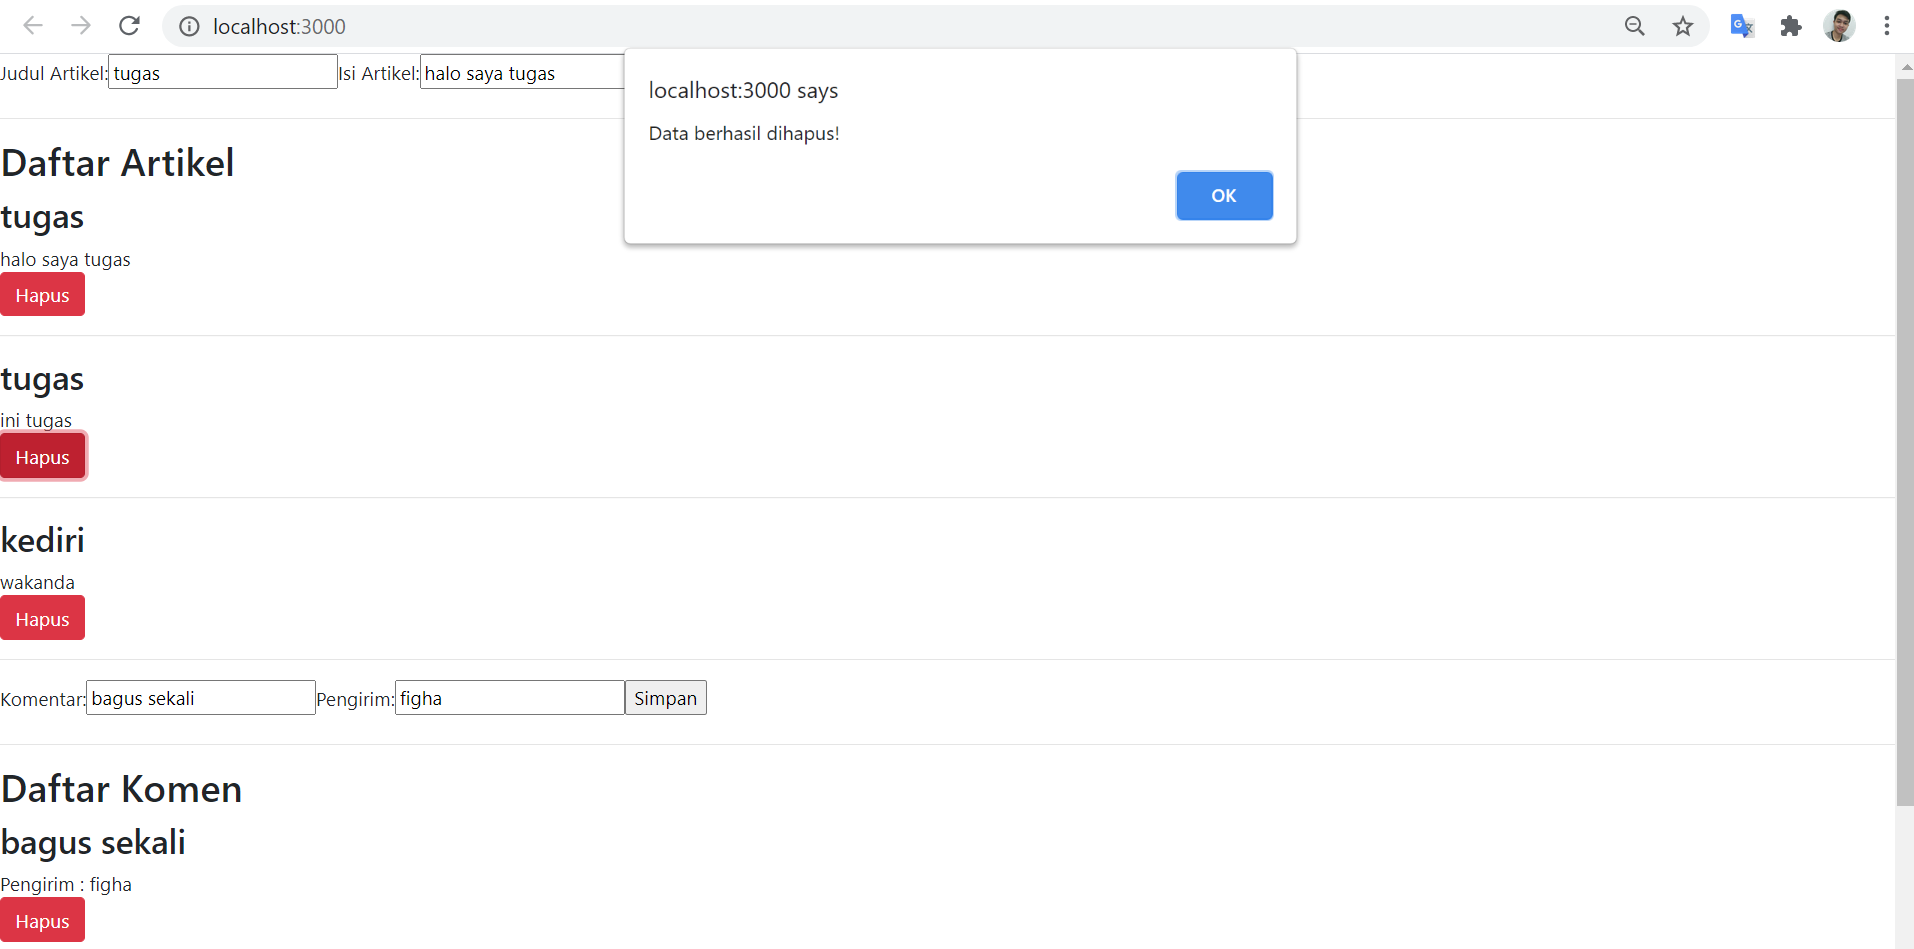 localhost:3000
Judul Artikel: tugas Isi Artikel: halo saya tugas
localhost:3000 says
Data berhasil dihapus!
OK
Daftar Artikel
tugas
halo saya tugas
Hapus
tugas
ini tugas
Hapus
kediri
wakanda
Hapus
Komentar: bagus sekali Pengirim: figha Simpan
Daftar Komen
bagus sekali
Pengirim : figha
Hapus